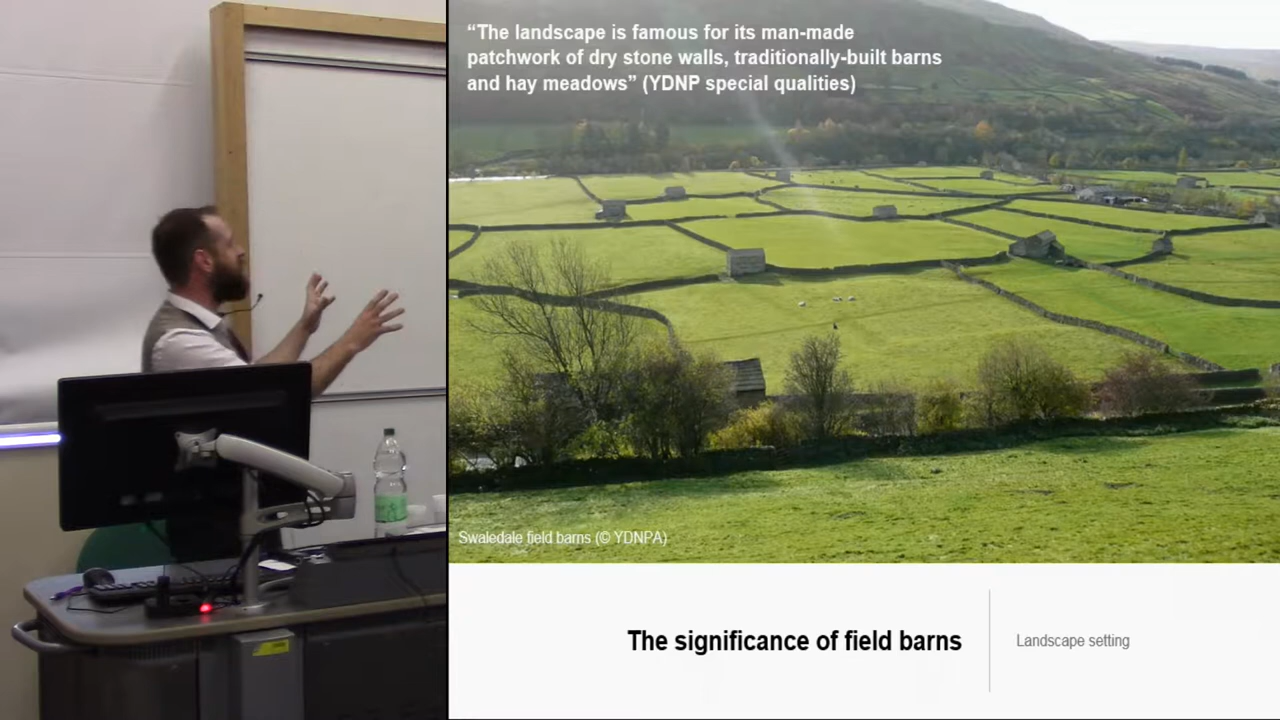 “The landscape is famous for its man-made
patchwork of dry stone walls, traditionally-built barns
and hay meadows” (YDNP special qualities)
Swaledale field barns (© YDNPA)
The significance of field barns
Landscape setting